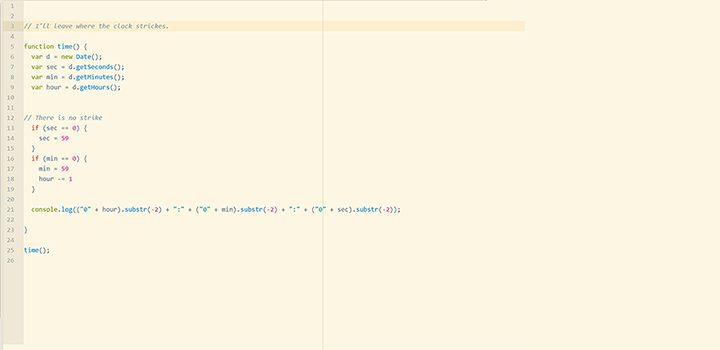 1
2
3 // I'll leave where the clock strickes.
4
5 function time() {
6   var d = new Date();
7   var sec = d.getSeconds();
8   var min = d.getMinutes();
9   var hour = d.getHours();
10
11
12 // There is no strike
13   if (sec == 0) {
14     sec = 59
15   }
16   if (min == 0) {
17     min = 59
18     hour -= 1
19   }
20
21   console.log(("0" + hour).substr(-2) + ":" + ("0" + min).substr(-2) + ":" + ("0" + sec).substr(-2));
22
23 }
24
25 time();
26